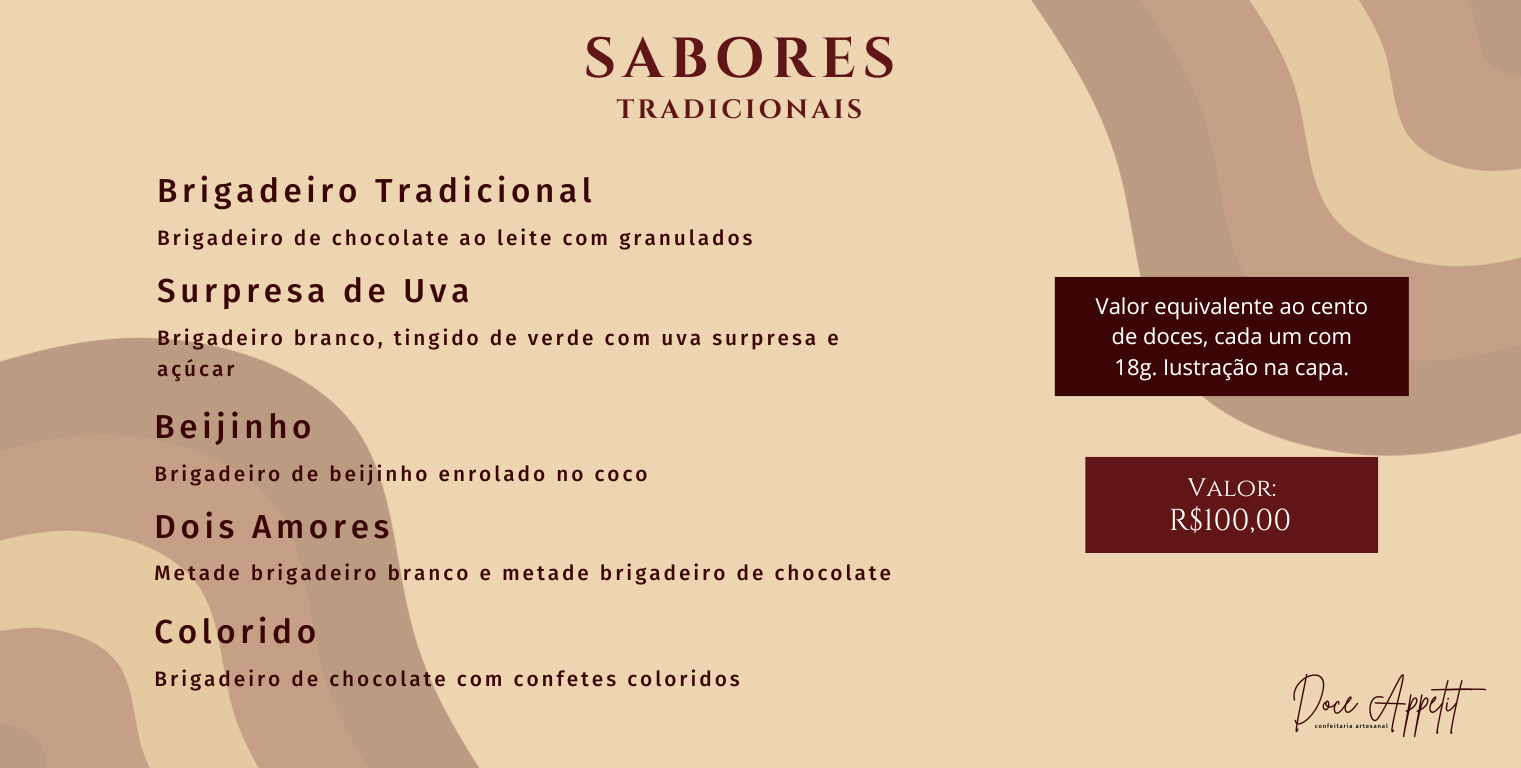 SABORES
TRADICIONAIS
Brigadeiro Tradicional
Brigadeiro de chocolate ao leite com granulados
Surpresa de Uva
Brigadeiro branco, tingido de verde com uva surpresa e
açúcar
Beijinho
Brigadeiro de beijinho enrolado no coco
Dois Amores
Metade brigadeiro branco e metade brigadeiro de chocolate
Colorido
Brigadeiro de chocolate com confetes coloridos
Valor equivalente ao cento
de doces, cada um com
18g. Iustração na capa.
Valor:
R$100,00
Doce Appetit
confeitaria artesanal